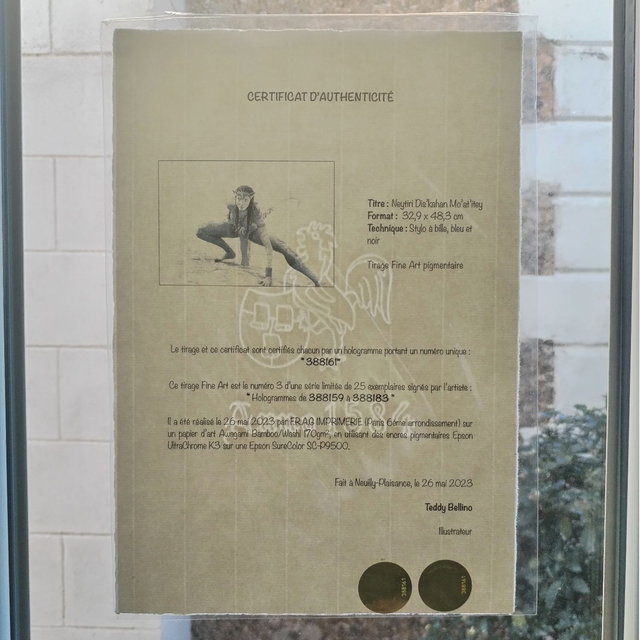 CERTIFICAT D'AUTHENTICITÉ
Titre : Neytiri Dis'kahan Mo'at'itey
Format : 32,9 x 48,3 cm
Technique : Stylo à bille, bleu et
noir
Tirage Fine Art pigmentaire
Le tirage et ce certificat sont certifiés chacun par un hologramme portant un numéro unique :
"388161"
Ce tirage Fine Art est le numéro 3 d'une série limitée de 25 exemplaires signés par l'artiste :
"Hologrammes de 388159 à 388183 "
Il a été réalisé le 26 mai 2023 par FRAG IMPRIMERIE (Paris 6ème arrondissement) sur
un papier d'art Awagami Bamboo/Washi 170gm², en utilisant des encres pigmentaires Epson
UltraChrome K3 sur une Epson SureColor SC-P9500.
Fait à Neuilly-Plaisance, le 26 mai 2023
Teddy Bellino
Illustrateur
388161
388161